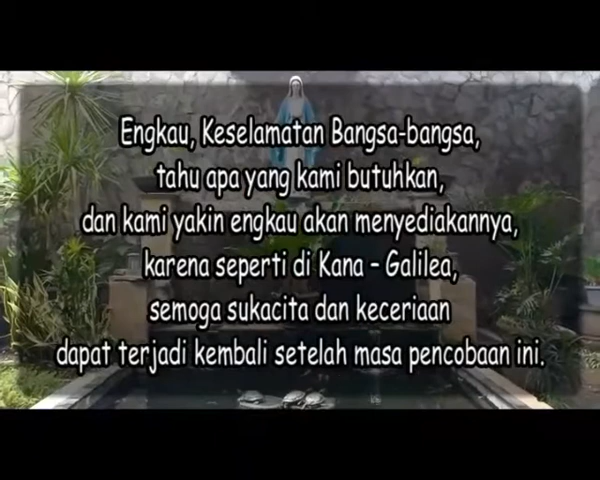 Engkau, Keselamatan Bangsa-bangsa,
tahu apa yang kami butuhkan,
dan kami yakin engkau akan menyediakannya,
karena seperti di Kana – Galilea,
semoga sukacita dan keceriaan
dapat terjadi kembali setelah masa pencobaan ini.